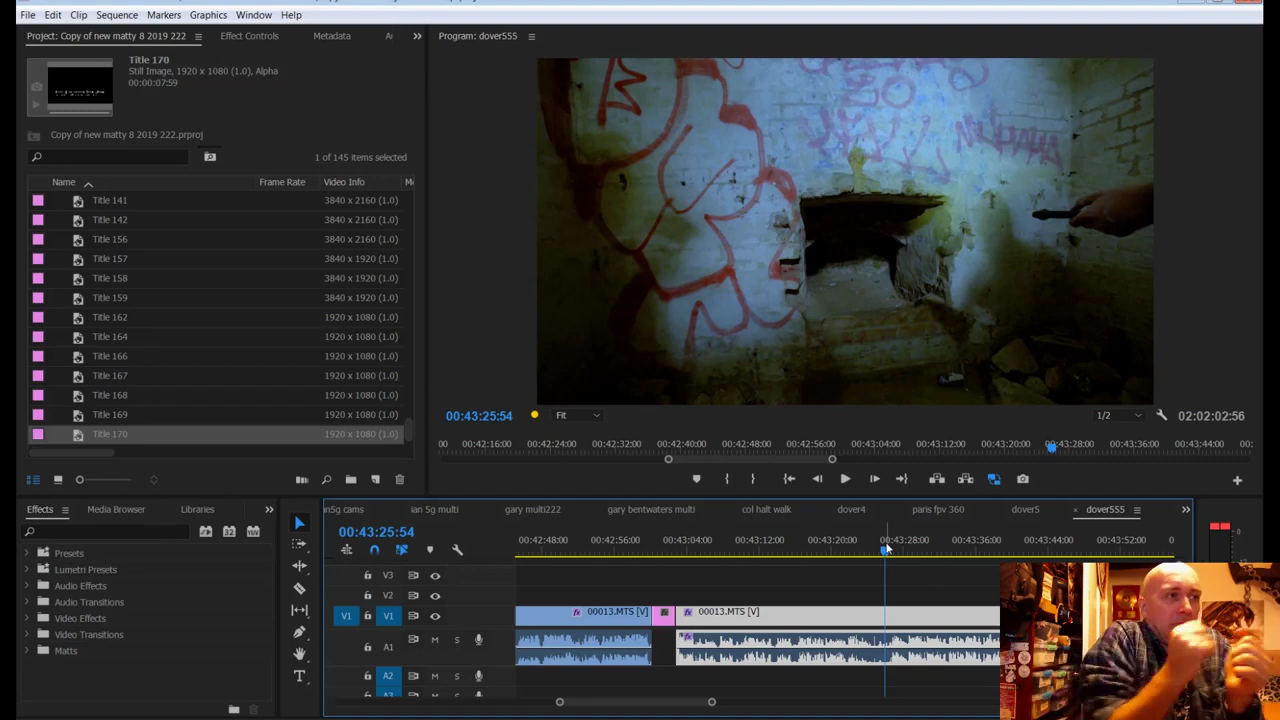 File Edit Clip Sequence Markers Graphics Window Help
Project: Copy of new matty 8 2019 222 Effect Controls Metadata
Program: dover555
Title 170
Still Image, 1920 x 1080 (1.0), Alpha
00:00:07:59
Copy of new matty 8 2019 222.prproj
1 of 145 items selected
Name Frame Rate Video Info
Title 141 3840 x 2160 (1.0)
Title 142 3840 x 2160 (1.0)
Title 156 3840 x 2160 (1.0)
Title 157 3840 x 1920 (1.0)
Title 158 3840 x 1920 (1.0)
Title 159 3840 x 1920 (1.0)
Title 162 1920 x 1080 (1.0)
Title 164 1920 x 1080 (1.0)
Title 166 1920 x 1080 (1.0)
Title 167 1920 x 1080 (1.0)
Title 168 1920 x 1080 (1.0)
Title 169 1920 x 1080 (1.0)
Title 170 1920 x 1080 (1.0)
00:43:25:54 Fit 1/2 02:02:02:56
00 00:42:16:00 00:42:24:00 00:42:32:00 00:42:40:00 00:42:48:00 00:42:56:00 00:43:04:00 00:43:12:00 00:43:20:00 00:43:28:00 00:43:36:00 00:43:44:00 00:
Effects Media Browser Libraries
Presets
Lumetri Presets
Audio Effects
Audio Transitions
Video Effects
Video Transitions
Matts
an5g cams ian 5g multi gary multi222 gary bentwaters multi col halt walk dover4 paris fpv 360 dover5 dover555
00:43:25:54
00:42:48:00 00:42:56:00 00:43:04:00 00:43:12:00 00:43:20:00 00:43:28:00 00:43:36:00 00:43:44:00 00:43:52:00 0
V3
V2
V1 V1 fx 00013.MTS [V] fx fx 00013.MTS [V]
A1 M S
A2 M S
0